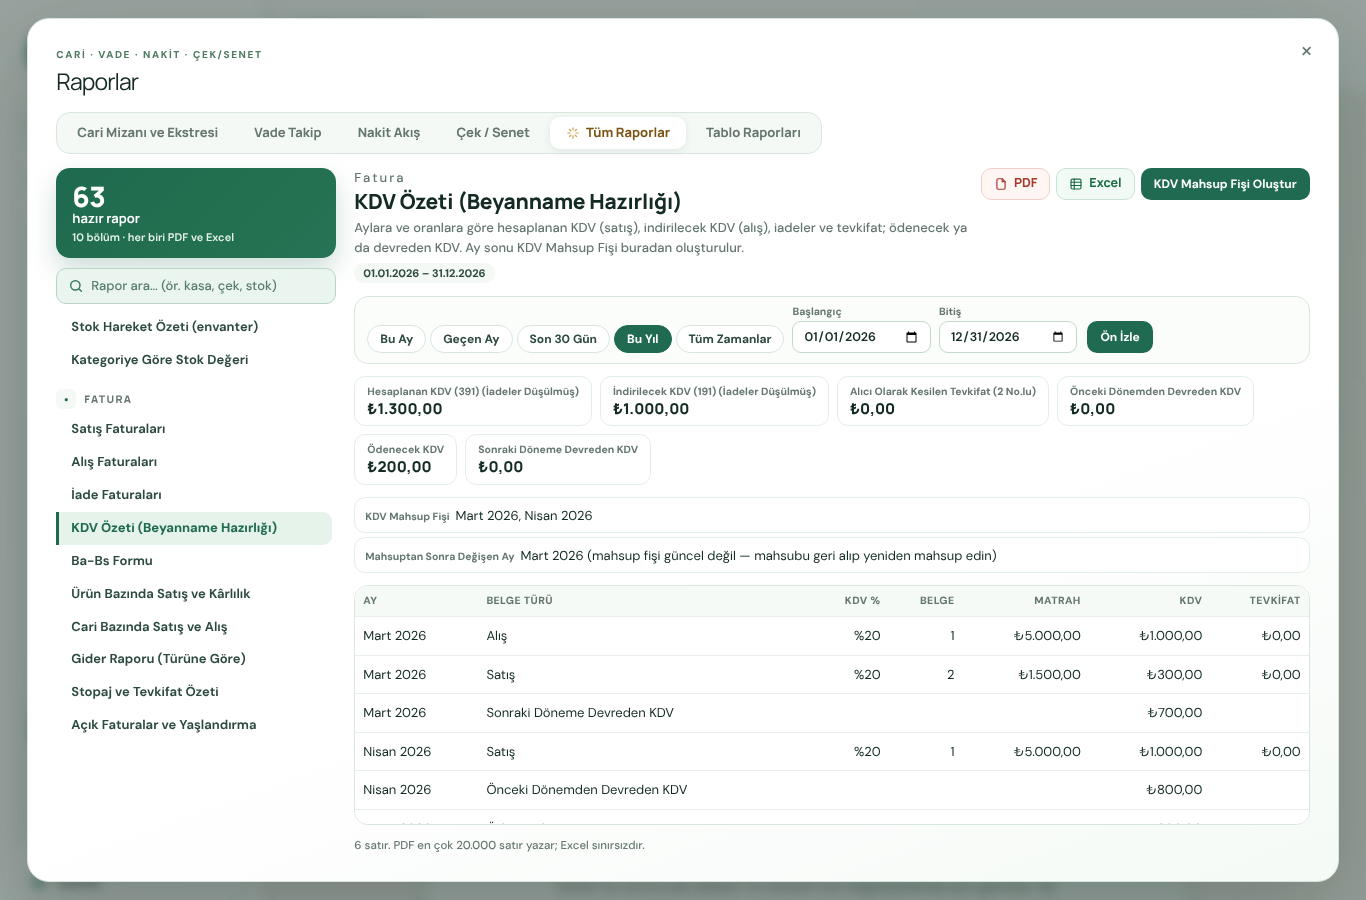 CARİ · VADE · NAKİT · ÇEK/SENET
Raporlar
×
Cari Mizanı ve Ekstresi Vade Takip Nakit Akış Çek / Senet Tüm Raporlar Tablo Raporları
63
hazır rapor
10 bölüm · her biri PDF ve Excel
Rapor ara... (ör. kasa, çek, stok)
Stok Hareket Özeti (envanter)
Kategoriye Göre Stok Değeri
FATURA
Satış Faturaları
Alış Faturaları
İade Faturaları
KDV Özeti (Beyanname Hazırlığı)
Ba-Bs Formu
Ürün Bazında Satış ve Kârlılık
Cari Bazında Satış ve Alış
Gider Raporu (Türüne Göre)
Stopaj ve Tevkifat Özeti
Açık Faturalar ve Yaşlandırma
Fatura
KDV Özeti (Beyanname Hazırlığı)
Aylara ve oranlara göre hesaplanan KDV (satış), indirilecek KDV (alış), iadeler ve tevkifat; ödenecek ya
da devreden KDV. Ay sonu KDV Mahsup Fişi buradan oluşturulur.
01.01.2026 – 31.12.2026
PDF Excel KDV Mahsup Fişi Oluştur
Başlangıç Bitiş
Bu Ay Geçen Ay Son 30 Gün Bu Yıl Tüm Zamanlar 01/01/2026 12/31/2026 Ön İzle
Hesaplanan KDV (391) (İadeler Düşülmüş) İndirilecek KDV (191) (İadeler Düşülmüş) Alıcı Olarak Kesilen Tevkifat (2 No.lu) Önceki Dönemden Devreden KDV
₺1.300,00 ₺1.000,00 ₺0,00 ₺0,00
Ödenecek KDV Sonraki Döneme Devreden KDV
₺200,00 ₺0,00
KDV Mahsup Fişi Mart 2026, Nisan 2026
Mahsuptan Sonra Değişen Ay Mart 2026 (mahsup fişi güncel değil — mahsubu geri alıp yeniden mahsup edin)
AY BELGE TÜRÜ KDV % BELGE MATRAH KDV TEVKİFAT
Mart 2026 Alış %20 1 ₺5.000,00 ₺1.000,00 ₺0,00
Mart 2026 Satış %20 2 ₺1.500,00 ₺300,00 ₺0,00
Mart 2026 Sonraki Döneme Devreden KDV ₺700,00
Nisan 2026 Satış %20 1 ₺5.000,00 ₺1.000,00 ₺0,00
Nisan 2026 Önceki Dönemden Devreden KDV ₺800,00
6 satır. PDF en çok 20.000 satır yazar; Excel sınırsızdır.